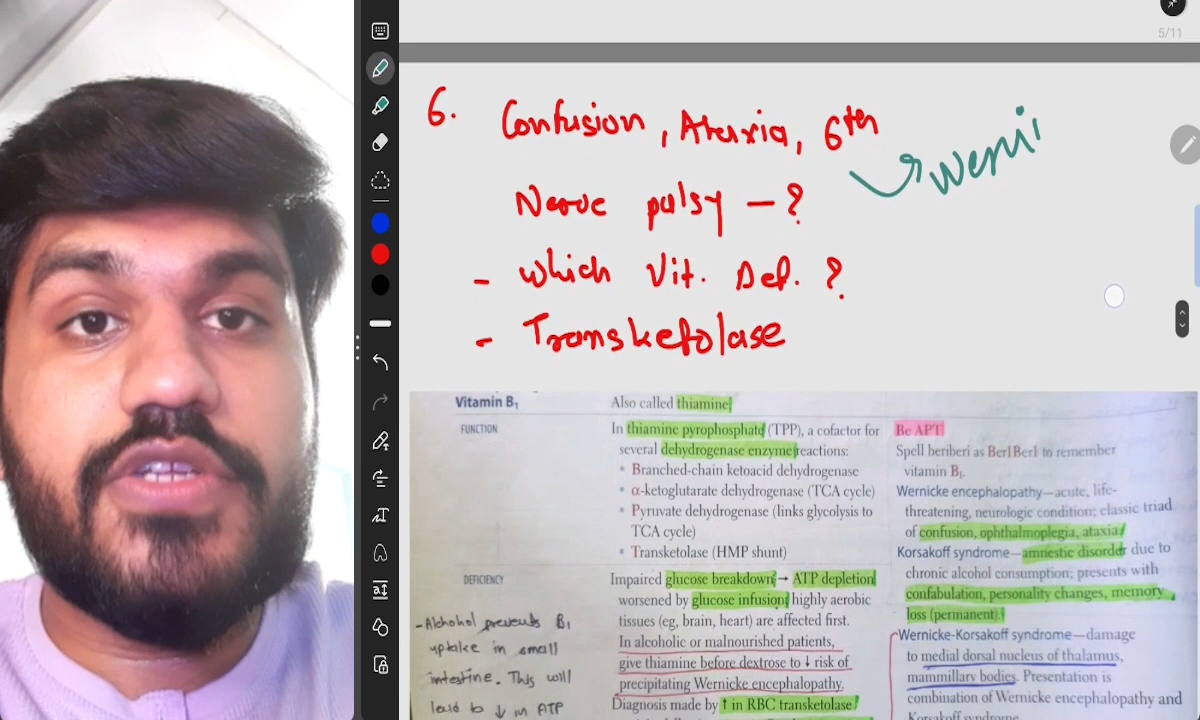 5/11
6. Confusion, Ataxia, 6th
Nerve palsy — ?
Werni
- which Vit. Def. ?
- Transketolase
Vitamin B₁
Also called thiamine
FUNCTION
In thiamine pyrophosphate (TPP), a cofactor for
several dehydrogenase enzyme reactions:
• Branched-chain ketoacid dehydrogenase
• α-ketoglutarate dehydrogenase (TCA cycle)
• Pyruvate dehydrogenase (links glycolysis to
TCA cycle)
• Transketolase (HMP shunt)
Be APT
Spell beriberi as Ber1Ber1 to remember
vitamin B₁
Wernicke encephalopathy—acute, life-
threatening, neurologic condition; classic triad
of confusion, ophthalmoplegia, ataxia
Korsakoff syndrome—amnestic disorder due to
chronic alcohol consumption; presents with
confabulation, personality changes, memory
loss (permanent).
Wernicke-Korsakoff syndrome—damage
to medial dorsal nucleus of thalamus,
mammillary bodies. Presentation is
combination of Wernicke encephalopathy and
Korsakoff syndrome
DEFICIENCY
Impaired glucose breakdown → ATP depletion
worsened by glucose infusion; highly aerobic
tissues (eg, brain, heart) are affected first.
In alcoholic or malnourished patients,
give thiamine before dextrose to ↓ risk of
precipitating Wernicke encephalopathy.
Diagnosis made by ↑ in RBC transketolase
- Alchohol prevents B₁
uptake in small
intestine. This will
lead to ↓ in ATP